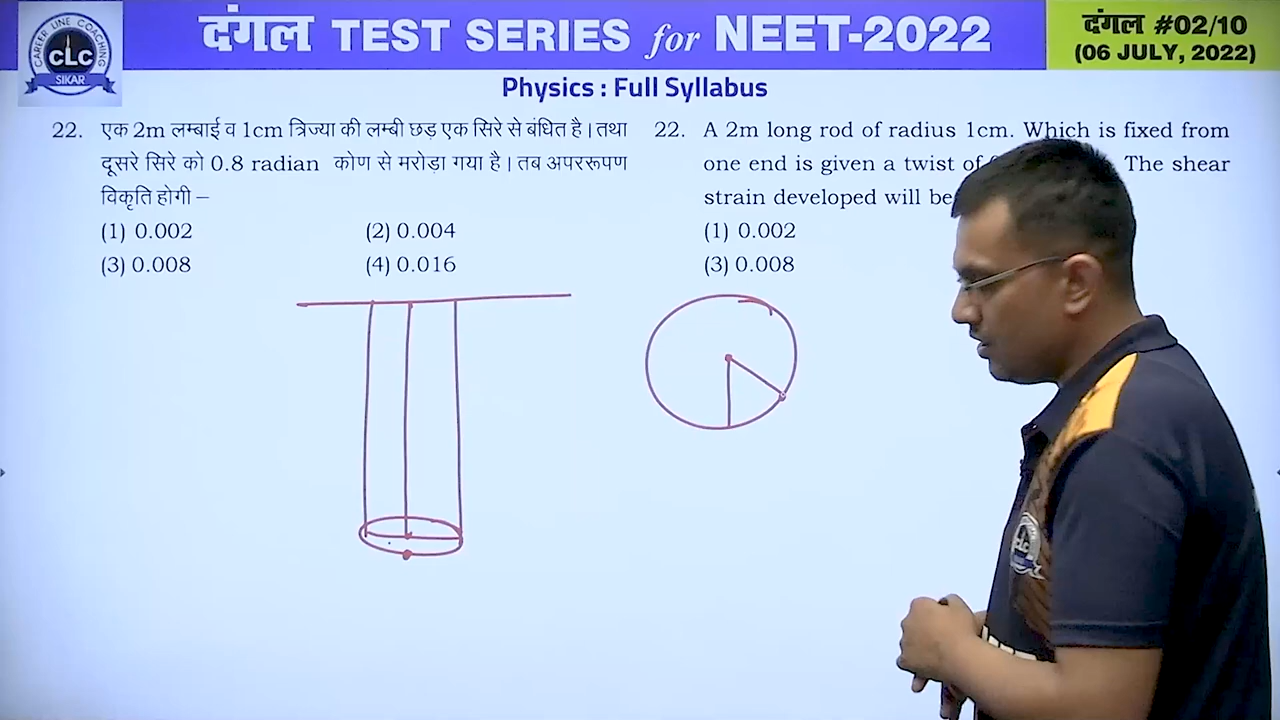 CAREER LINE COACHING
CLC
SIKAR
दंगल TEST SERIES for NEET-2022
दंगल #02/10
(06 JULY, 2022)
Physics : Full Syllabus
22. एक 2m लम्बाई व 1cm त्रिज्या की लम्बी छड़ एक सिरे से बंधित है। तथा
दूसरे सिरे को 0.8 radian कोण से मरोड़ा गया है। तब अपररूपण
विकृति होगी –
(1) 0.002 (2) 0.004
(3) 0.008 (4) 0.016
22. A 2m long rod of radius 1cm. Which is fixed from
one end is given a twist of The shear
strain developed will be
(1) 0.002
(3) 0.008
CLC